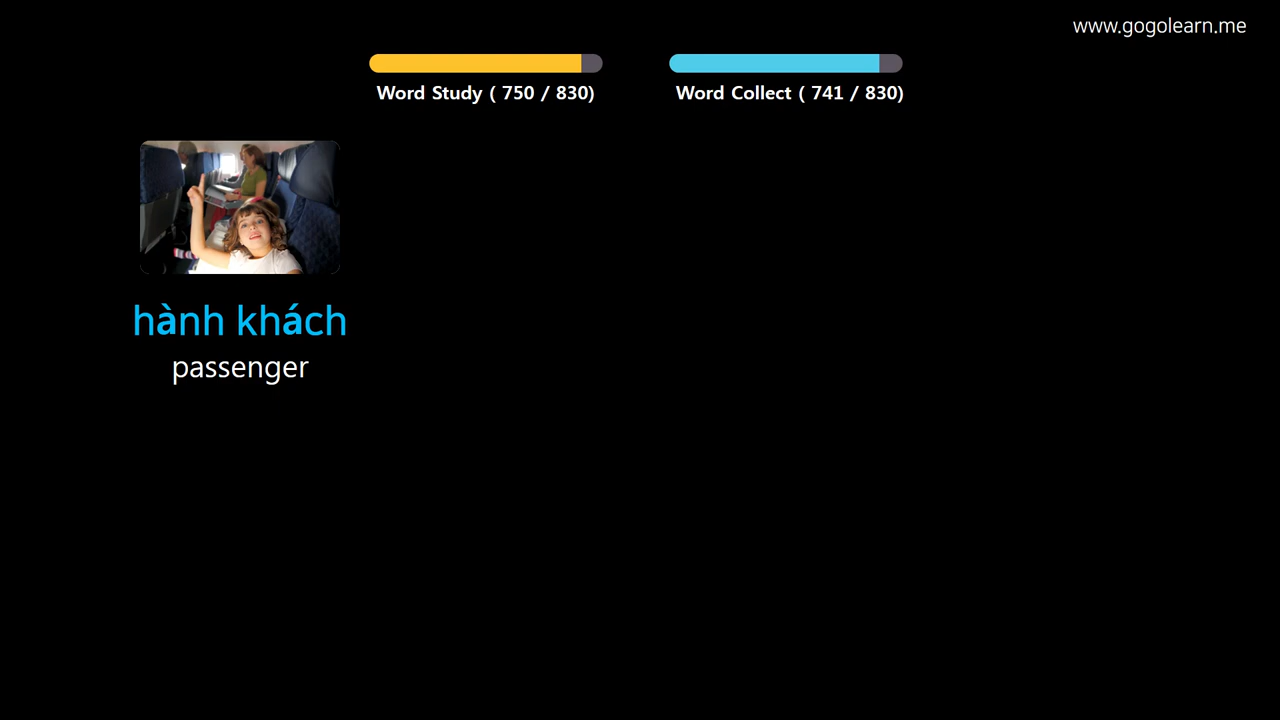 www.gogolearn.me
Word Study ( 750 / 830)
Word Collect ( 741 / 830)
hành khách
passenger